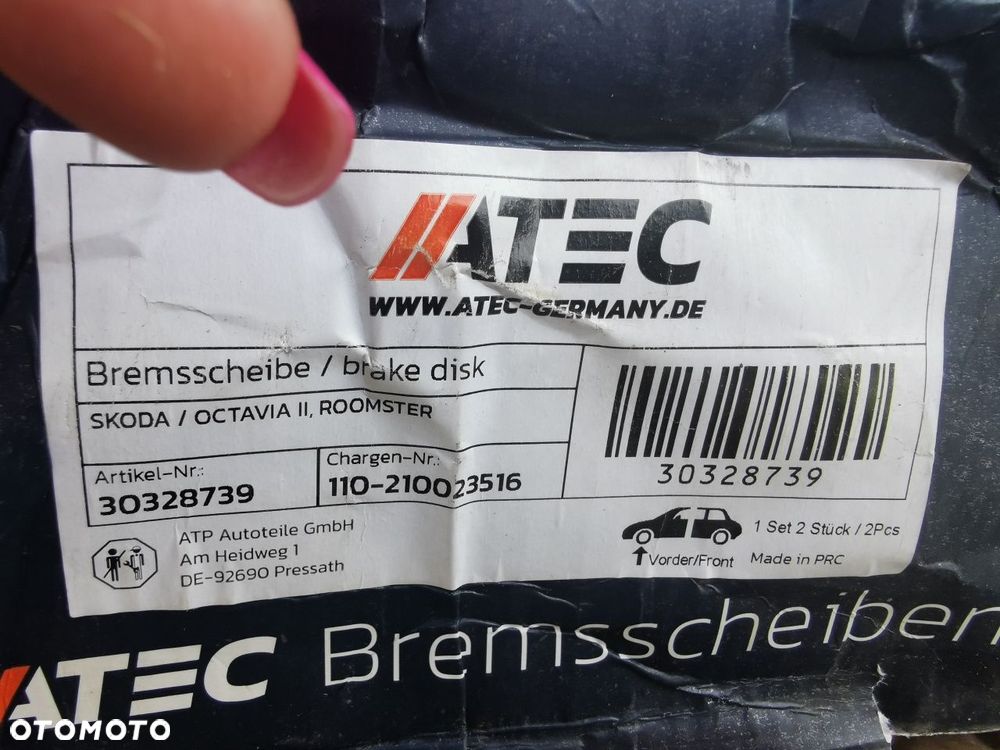 ATEC
WWW.ATEC-GERMANY.DE
Bremsscheibe / brake disk
SKODA / OCTAVIA II, ROOMSTER
Artikel-Nr.:
30328739
Chargen-Nr.:
110-210023516
30328739
ATP Autoteile GmbH
Am Heidweg 1
DE-92690 Pressath
1 Set 2 Stück / 2Pcs
Vorder/Front
Made in PRC
ATEC Bremsscheiben
OTOMOTO